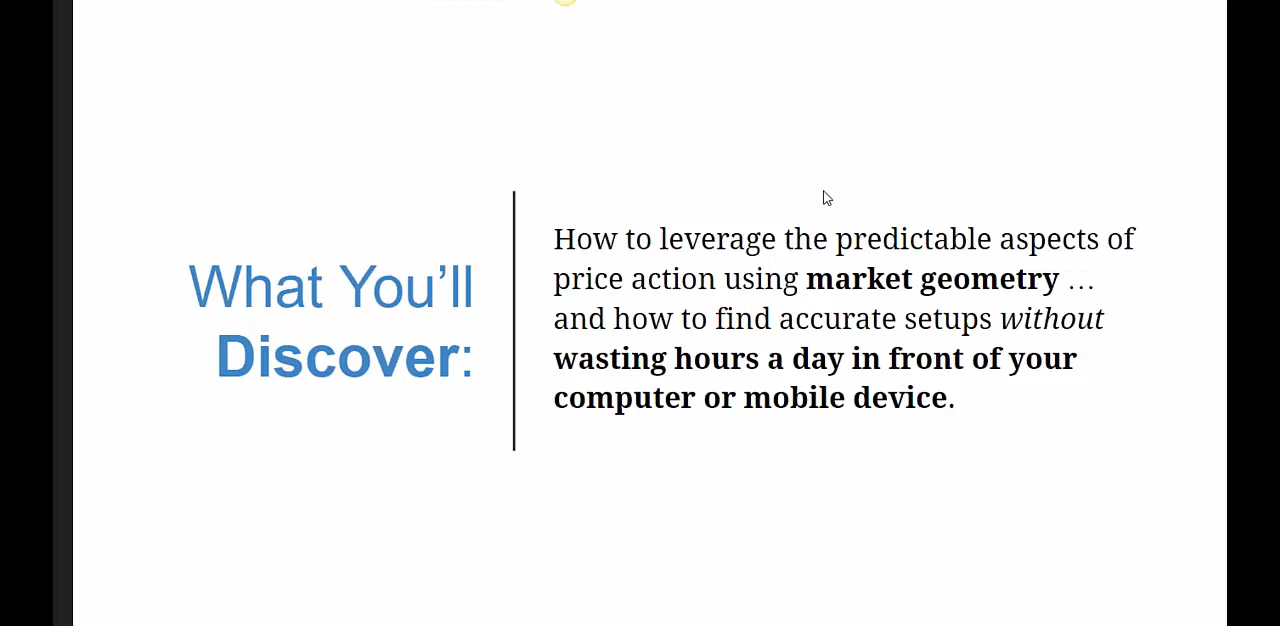 What You’ll
Discover:
How to leverage the predictable aspects of
price action using market geometry …
and how to find accurate setups without
wasting hours a day in front of your
computer or mobile device.